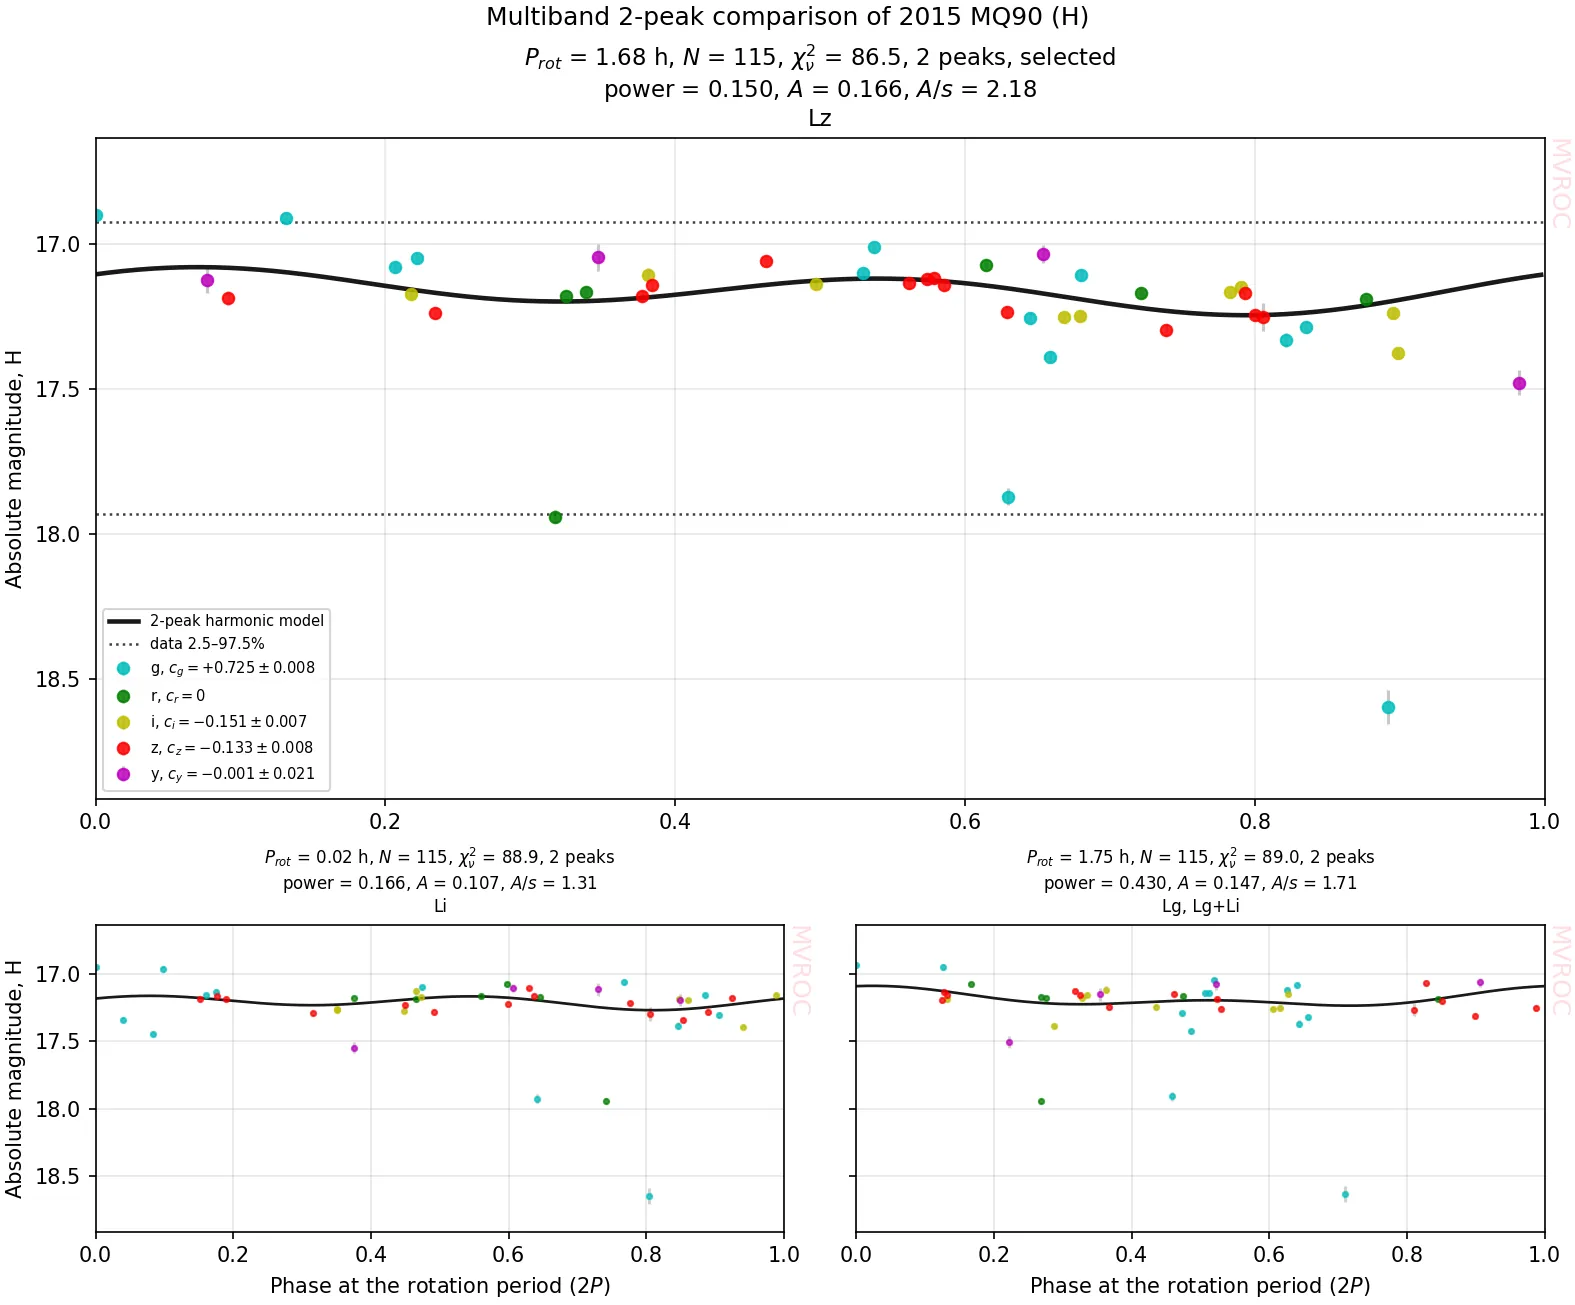 Multiband 2-peak comparison of 2015 MQ90 (H)
P_rot = 1.68 h, N = 115, χ²_ν = 86.5, 2 peaks, selected
power = 0.150, A = 0.166, A/s = 2.18
Lz
MVROC
Absolute magnitude, H
17.0
17.5
18.0
18.5
2-peak harmonic model
data 2.5–97.5%
g, c_g = +0.725 ± 0.008
r, c_r = 0
i, c_i = −0.151 ± 0.007
z, c_z = −0.133 ± 0.008
y, c_y = −0.001 ± 0.021
0.0 0.2 0.4 0.6 0.8 1.0
P_rot = 0.02 h, N = 115, χ²_ν = 88.9, 2 peaks
power = 0.166, A = 0.107, A/s = 1.31
Li
MVROC
Absolute magnitude, H
17.0
17.5
18.0
18.5
0.0 0.2 0.4 0.6 0.8 1.0
Phase at the rotation period (2P)
P_rot = 1.75 h, N = 115, χ²_ν = 89.0, 2 peaks
power = 0.430, A = 0.147, A/s = 1.71
Lg, Lg+Li
MVROC
0.0 0.2 0.4 0.6 0.8 1.0
Phase at the rotation period (2P)